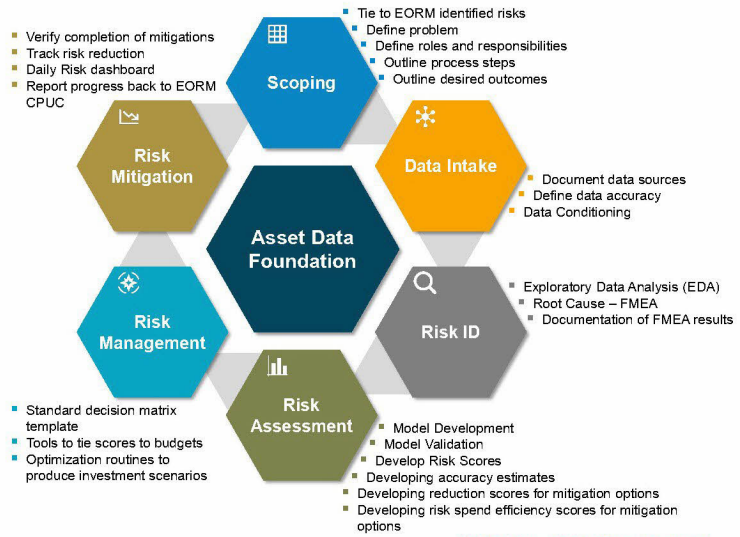 Scoping
Tie to EORM identified risks
Define problem
Define roles and responsibilities
Outline process steps
Outline desired outcomes
Data Intake
Document data sources
Define data accuracy
Data Conditioning
Risk ID
Exploratory Data Analysis (EDA)
Root Cause – FMEA
Documentation of FMEA results
Risk
Assessment
Model Development
Model Validation
Develop Risk Scores
Developing accuracy estimates
Developing reduction scores for mitigation options
Developing risk spend efficiency scores for mitigation
options
Risk
Management
Standard decision matrix
template
Tools to tie scores to budgets
Optimization routines to
produce investment scenarios
Risk
Mitigation
Verify completion of mitigations
Track risk reduction
Daily Risk dashboard
Report progress back to EORM
CPUC
Asset Data
Foundation